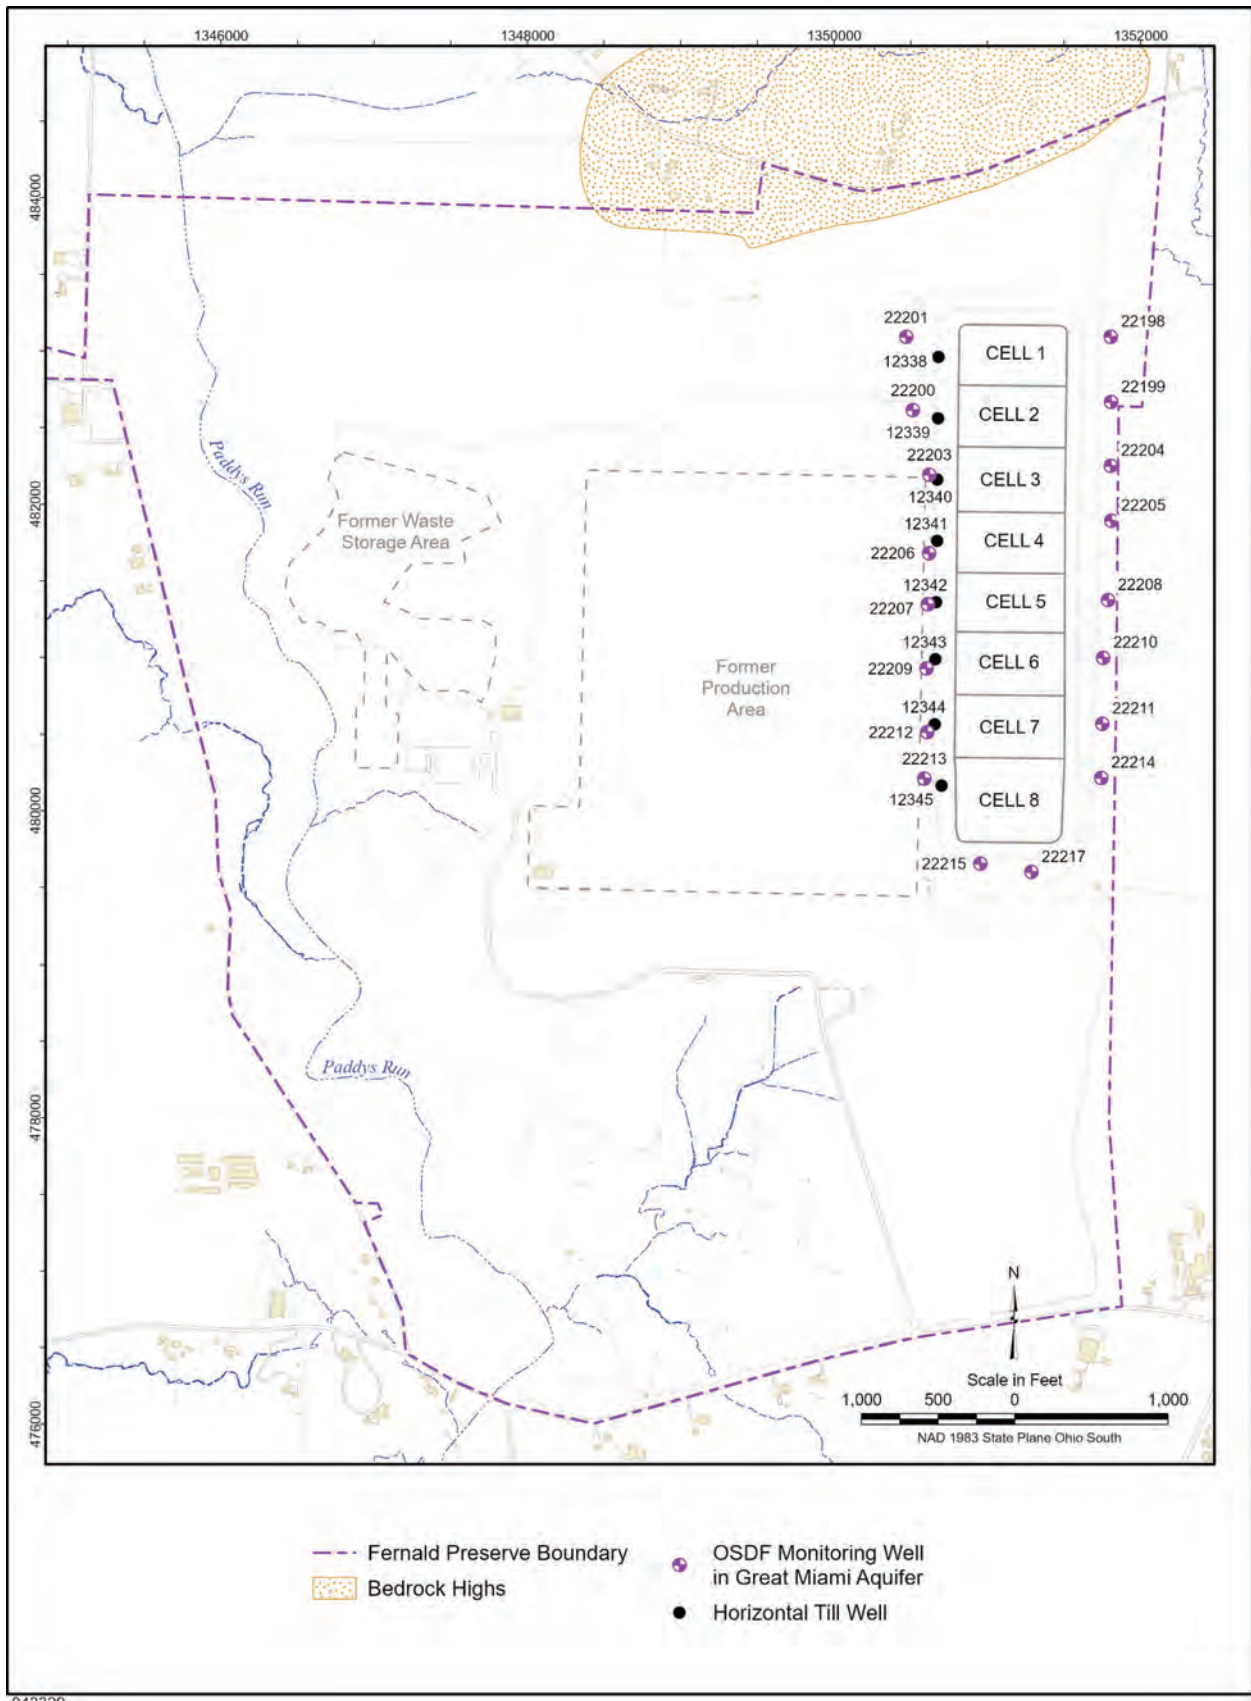 1346000
1348000
1350000
1352000
484000
482000
480000
478000
476000
22201
12338
22200
12339
22203
12340
12341
22206
12342
22207
12343
22209
12344
22212
22213
12345
22215
22217
CELL 1
CELL 2
CELL 3
CELL 4
CELL 5
CELL 6
CELL 7
CELL 8
22198
22199
22204
22205
22208
22210
22211
22214
Paddys Run
Former Waste
Storage Area
Former
Production
Area
Paddys Run
N
Scale in Feet
1,000 500 0 1,000
NAD 1983 State Plane Ohio South
Fernald Preserve Boundary
Bedrock Highs
OSDF Monitoring Well
in Great Miami Aquifer
Horizontal Till Well